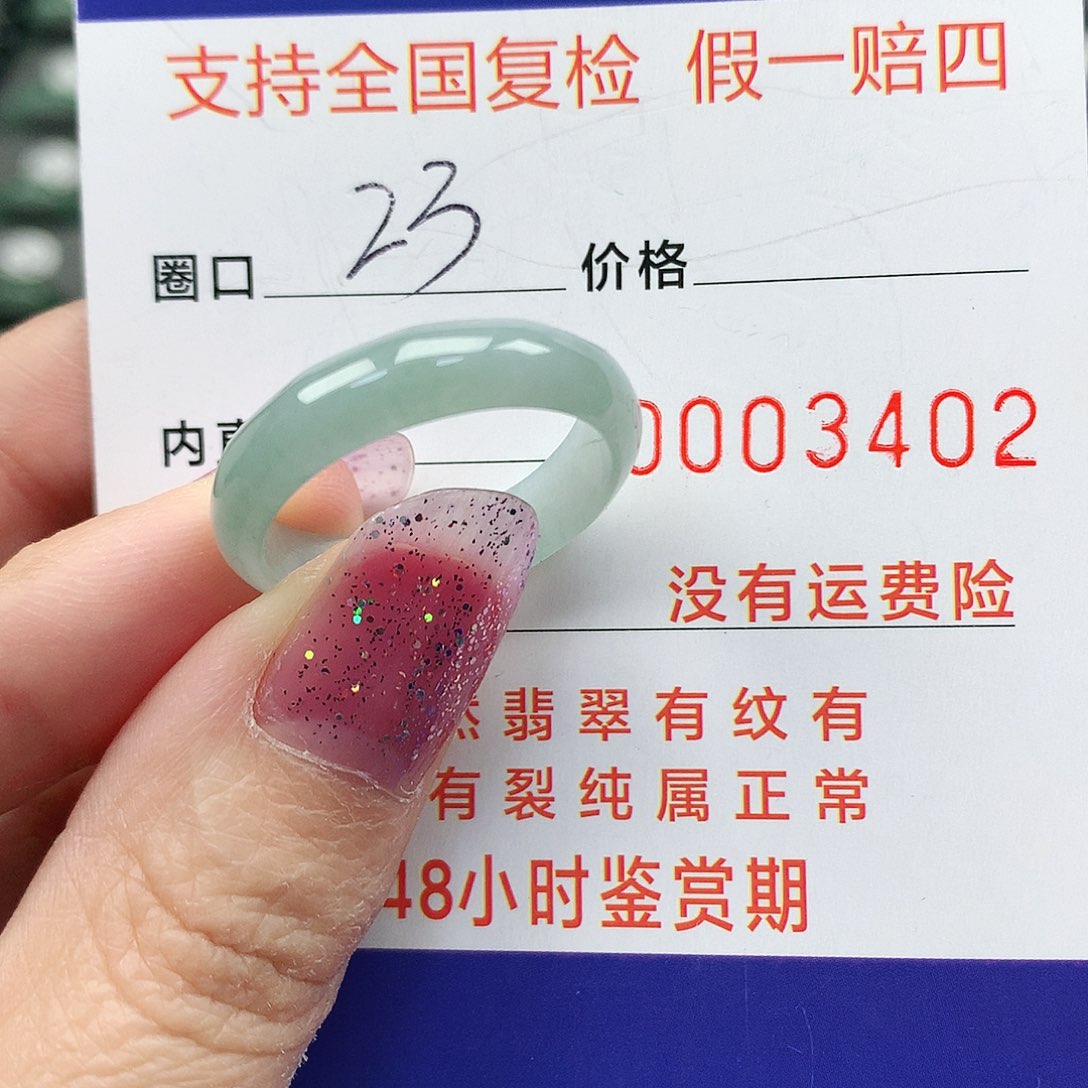 支持全国复检 假一赔四
圈口 23 价格
内 0003402
没有运费险
翡翠有纹有
有裂纯属正常
48小时鉴赏期